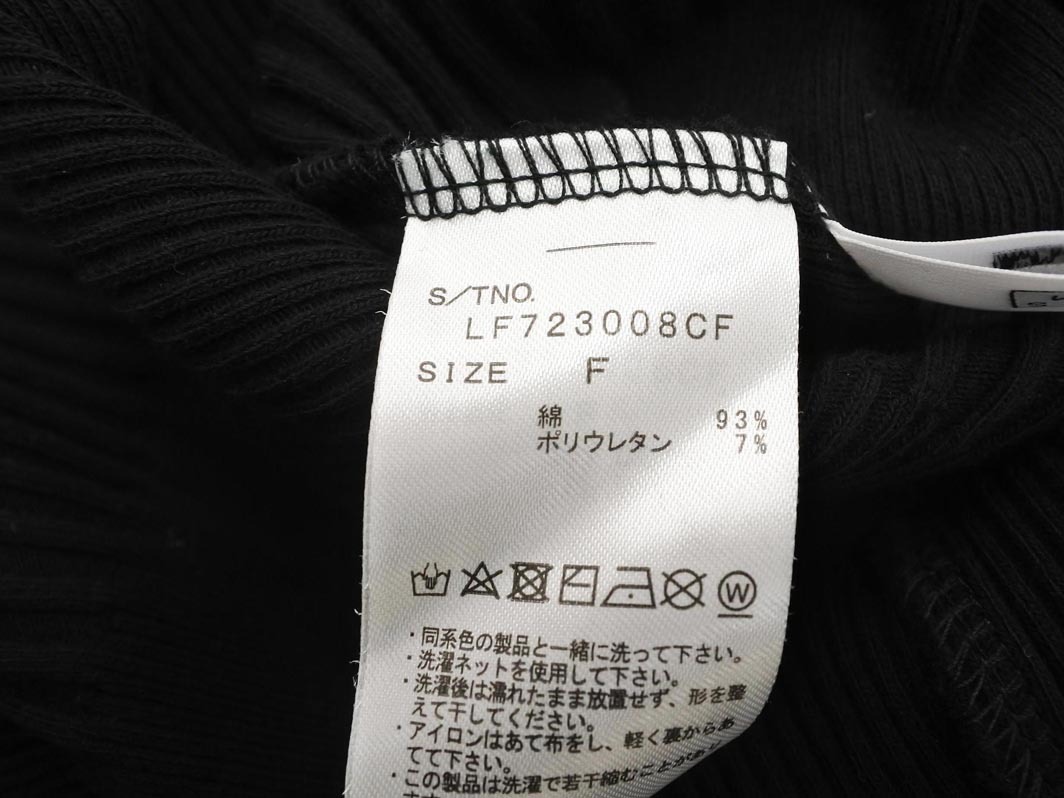 S/TNO.
LF723008CF
SIZE F
綿 93%
ポリウレタン 7%
W
・同系色の製品と一緒に洗って下さい。
・洗濯ネットを使用して下さい。
・洗濯後は濡れたまま放置せず、形を整
えて干してください。
・アイロンはあて布をし、軽く裏からあ
てて下さい。
・この製品は洗濯で若干縮むことがあり